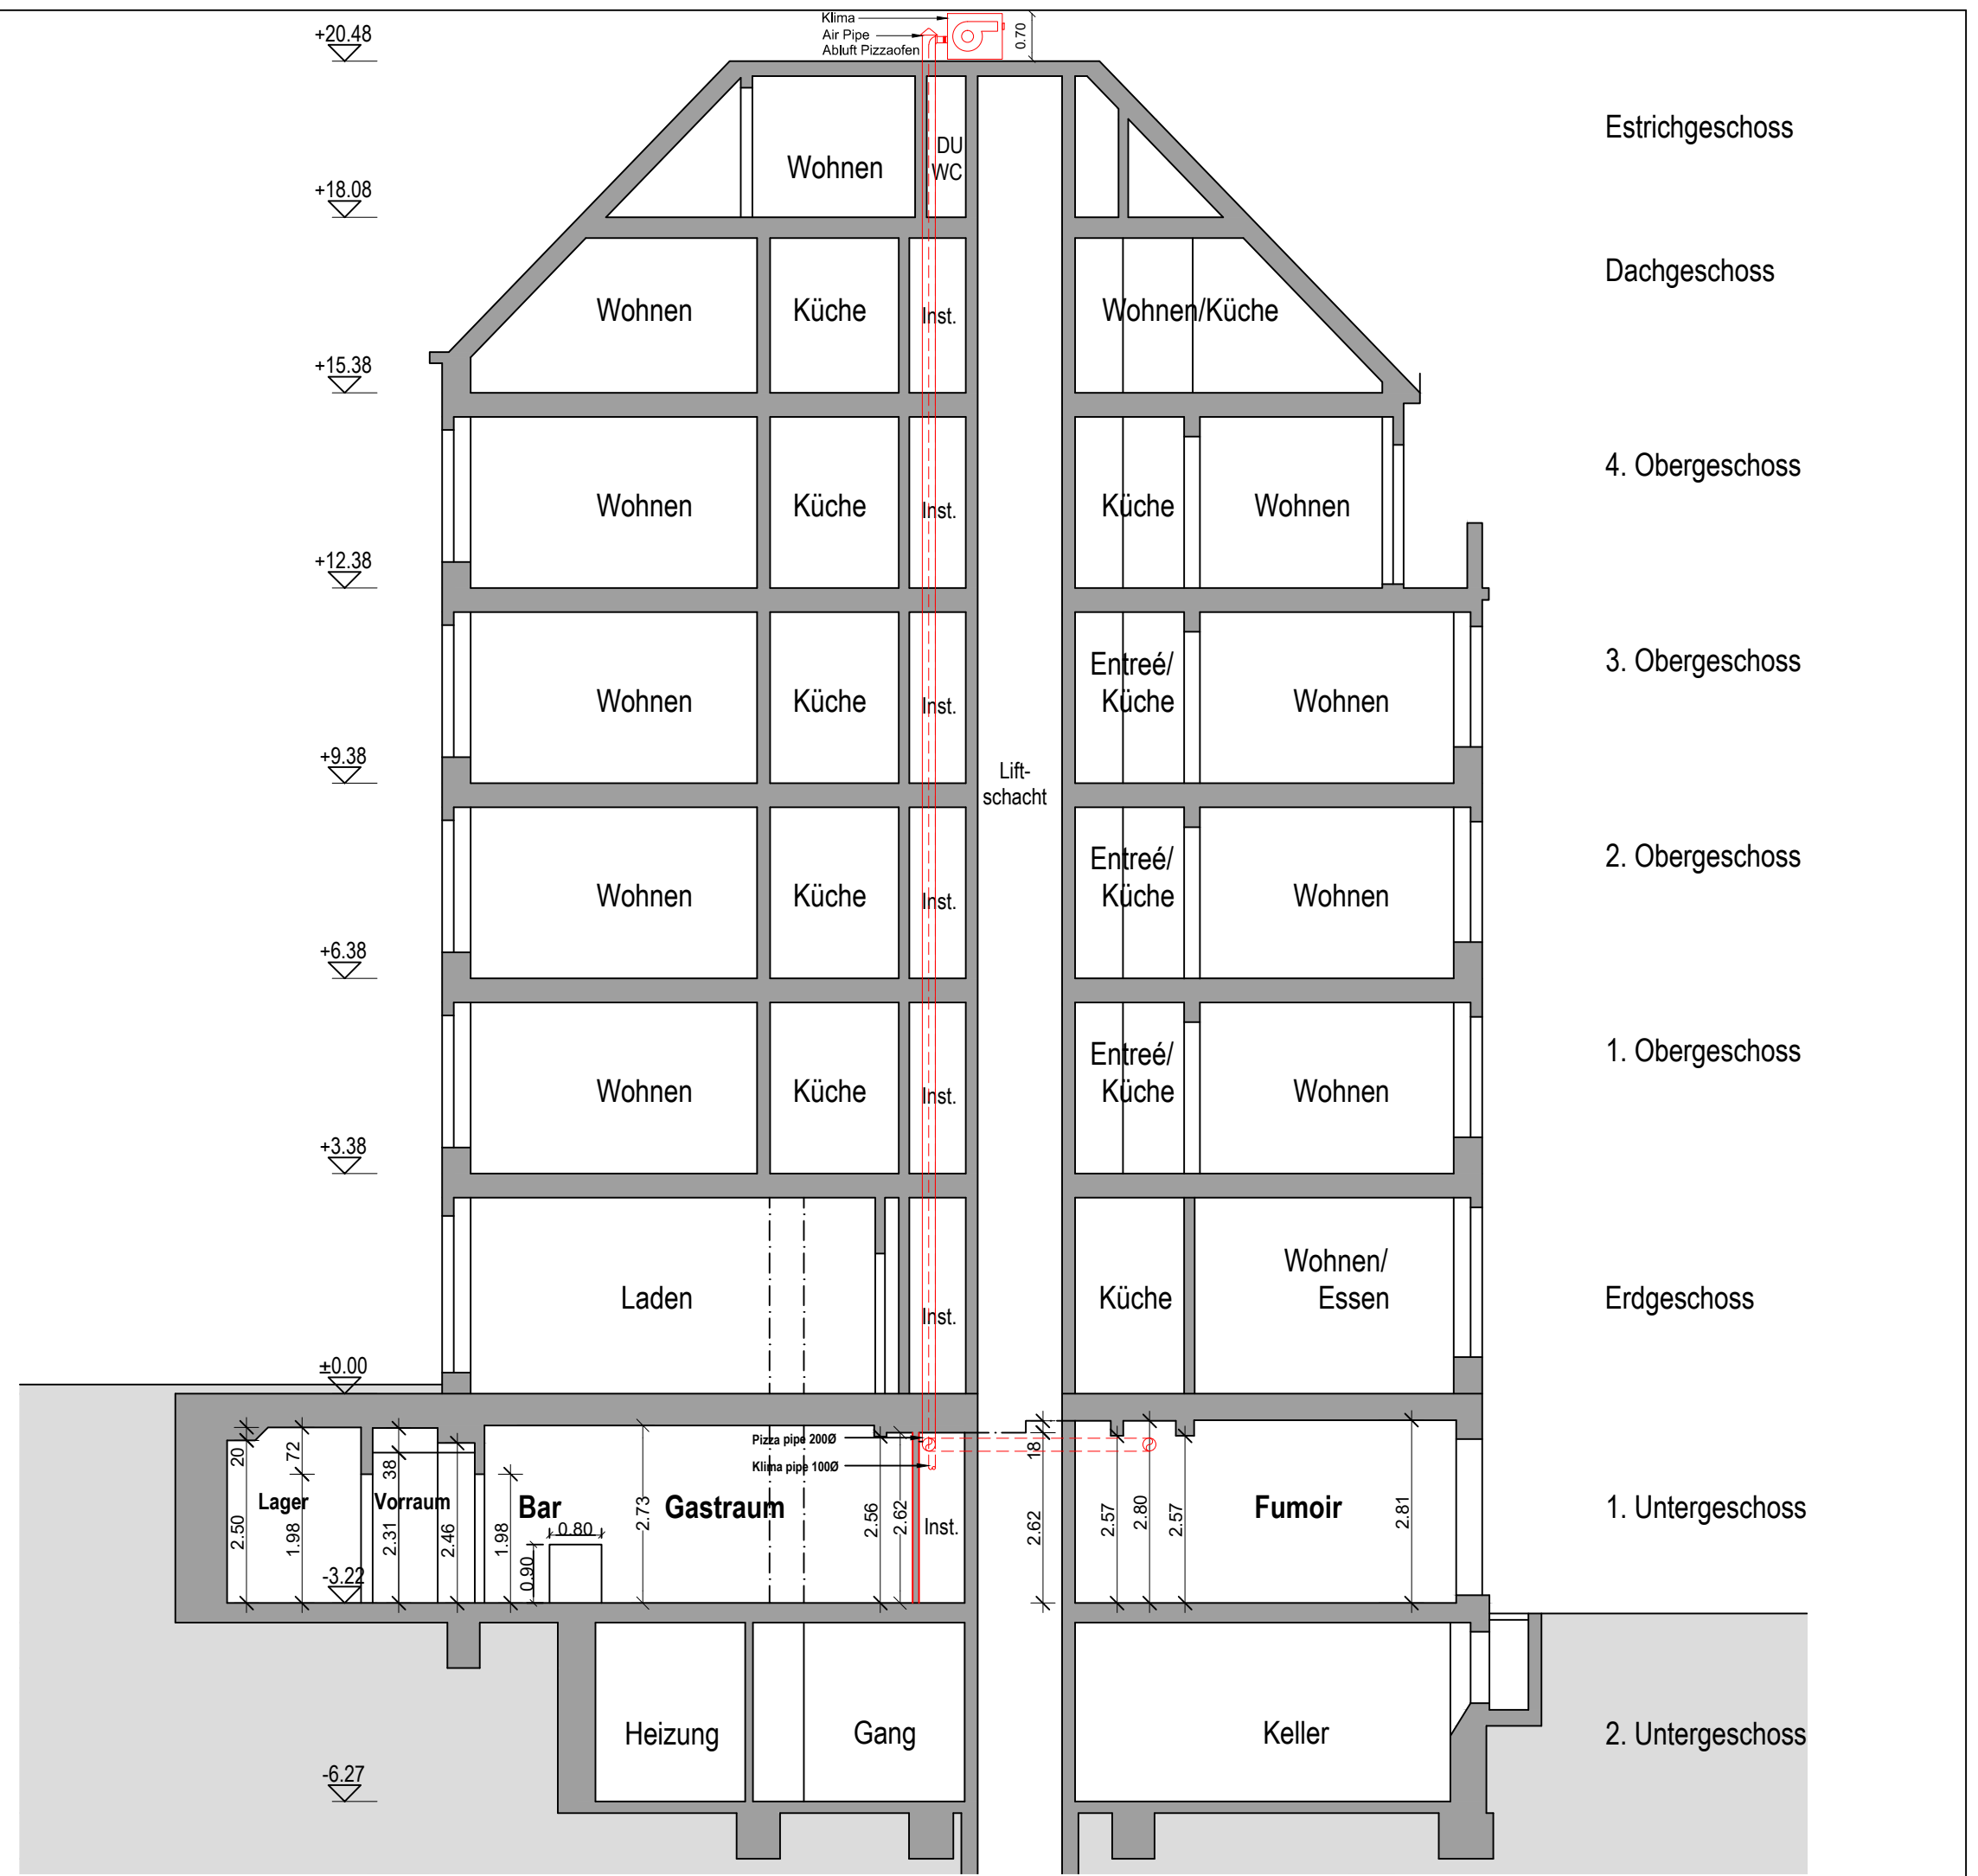 Klima
Air Pipe
Abluft Pizzaofen
0.70
+20.48
Estrichgeschoss
DU
WC
Wohnen
+18.08
Dachgeschoss
Wohnen
Küche
Inst.
Wohnen/Küche
+15.38
4. Obergeschoss
Wohnen
Küche
Inst.
Küche
Wohnen
+12.38
3. Obergeschoss
Entreé/
Küche
Wohnen
Küche
Inst.
Wohnen
+9.38
Lift-
schacht
2. Obergeschoss
Entreé/
Küche
Wohnen
Küche
Inst.
Wohnen
+6.38
1. Obergeschoss
Entreé/
Küche
Wohnen
Küche
Inst.
Wohnen
+3.38
Wohnen/
Essen
Laden
Inst.
Küche
Erdgeschoss
±0.00
Pizza pipe 200Ø
Klima pipe 100Ø
20
72
38
18
Lager
Vorraum
Bar
Gastraum
Inst.
Fumoir
1. Untergeschoss
2.50
1.98
2.31
2.46
1.98
0.90
0.80
2.73
2.56
2.62
2.62
2.57
2.80
2.57
2.81
-3.22
Heizung
Gang
Keller
2. Untergeschoss
-6.27